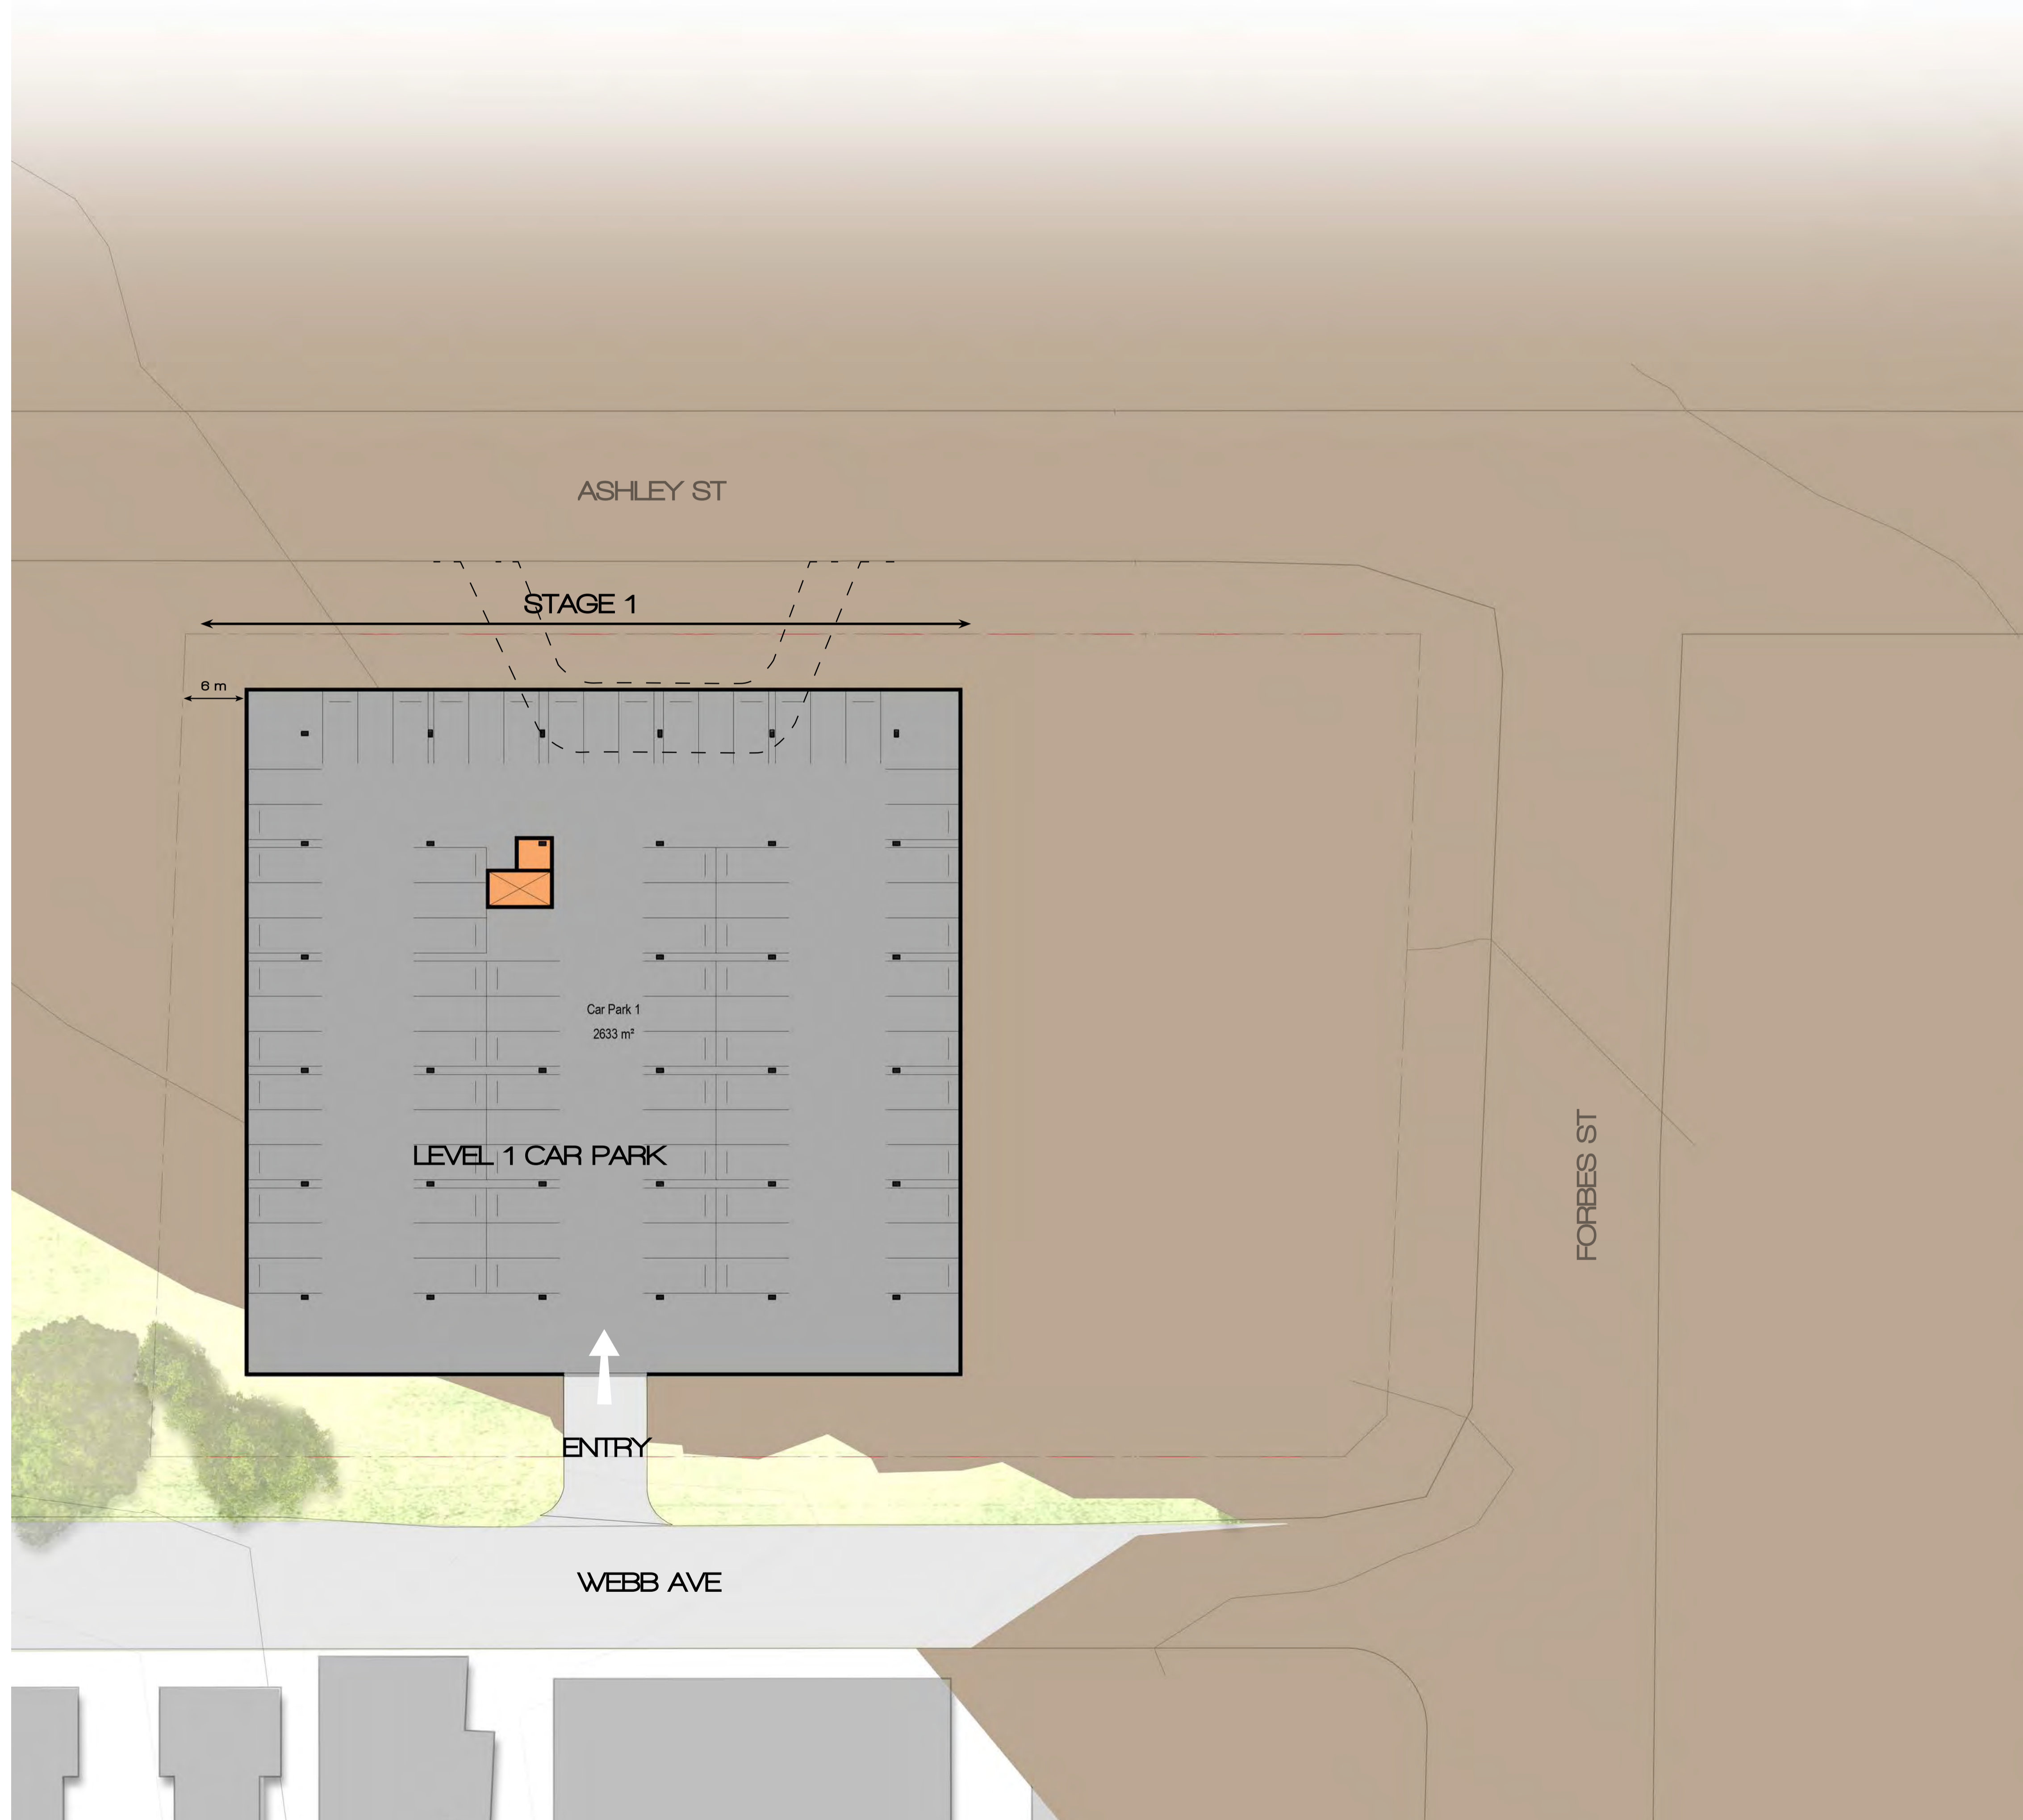 ASHLEY ST
STAGE 1
6 m
Car Park 1
2633 m²
LEVEL 1 CAR PARK
FORBES ST
ENTRY
WEBB AVE